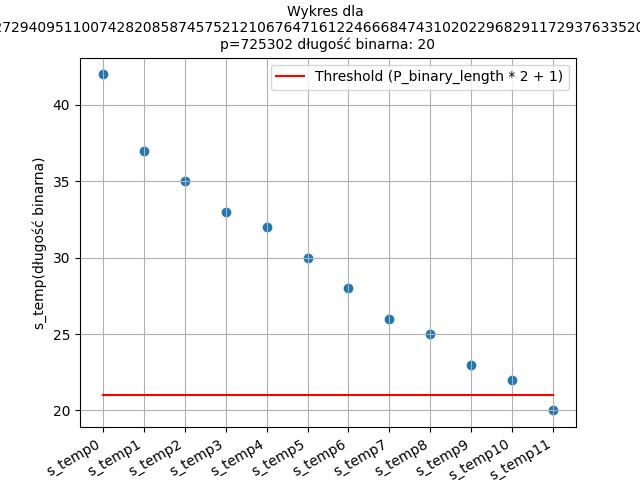 Wykres dla
27294095110074282085874575212106764716122466684743102022968291172937633520
p=725302 długość binarna: 20
Threshold (P_binary_length * 2 + 1)
s_temp(długość binarna)
40
35
30
25
20
s_temp0
s_temp1
s_temp2
s_temp3
s_temp4
s_temp5
s_temp6
s_temp7
s_temp8
s_temp9
s_temp10
s_temp11